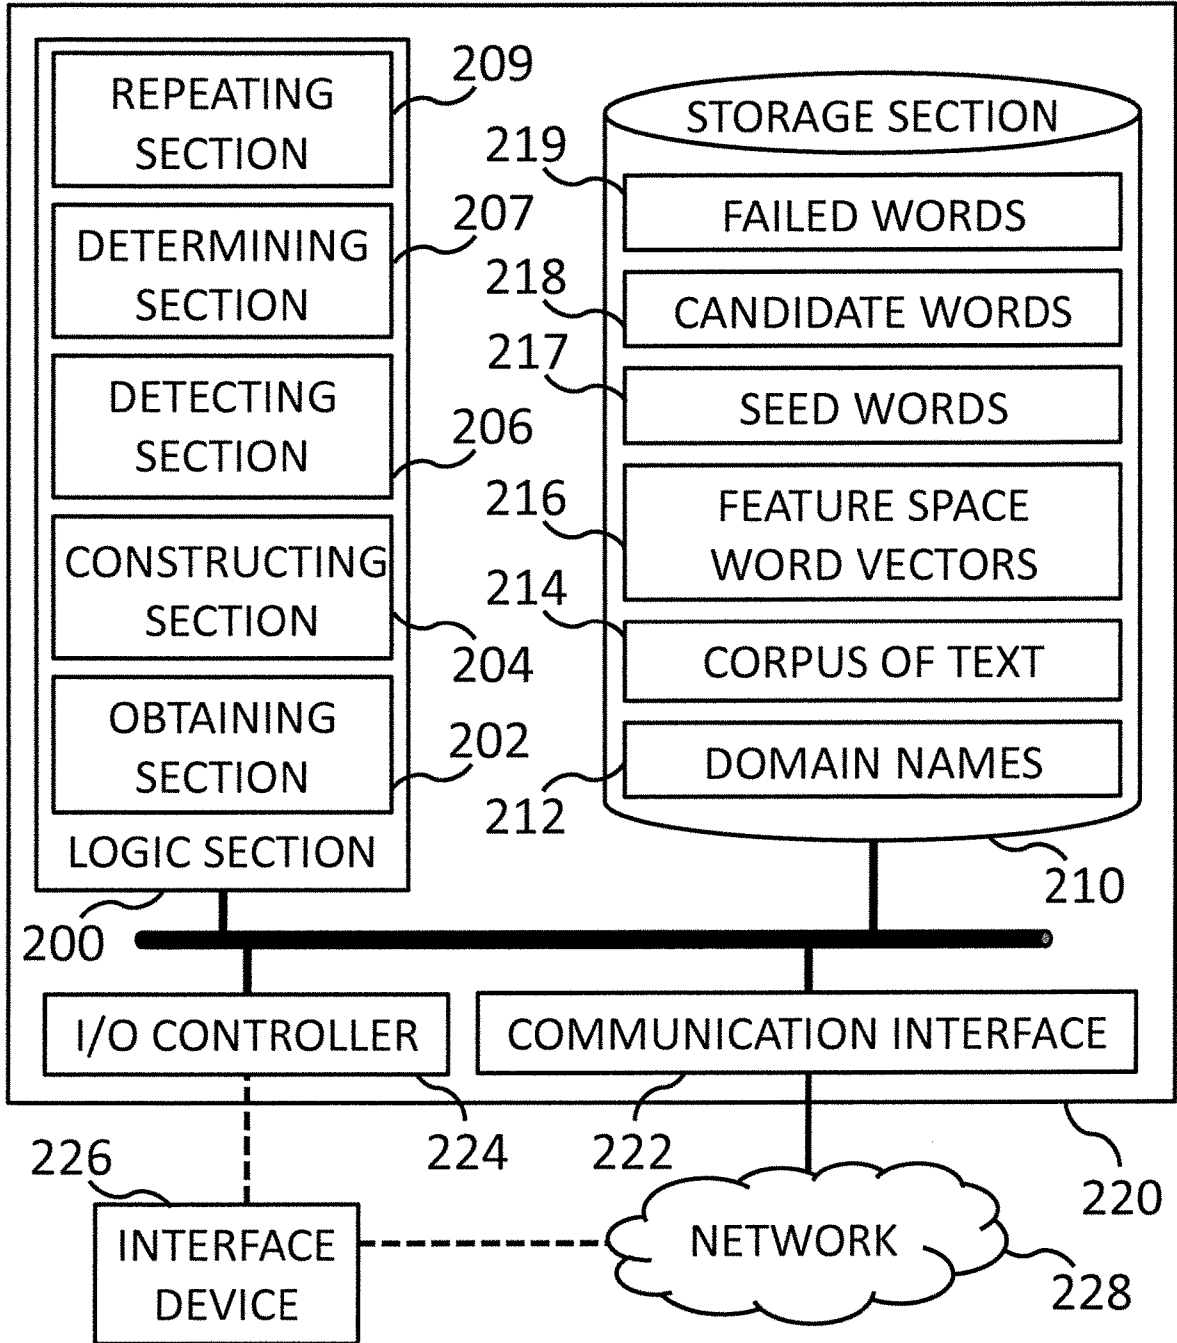 REPEATING
SECTION
209
DETERMINING
SECTION
207
DETECTING
SECTION
206
CONSTRUCTING
SECTION
204
OBTAINING
SECTION
202
LOGIC SECTION
200
STORAGE SECTION
219
FAILED WORDS
218
CANDIDATE WORDS
217
SEED WORDS
216
FEATURE SPACE
WORD VECTORS
214
CORPUS OF TEXT
DOMAIN NAMES
212
210
I/O CONTROLLER
224
COMMUNICATION INTERFACE
222
220
226
INTERFACE
DEVICE
NETWORK
228